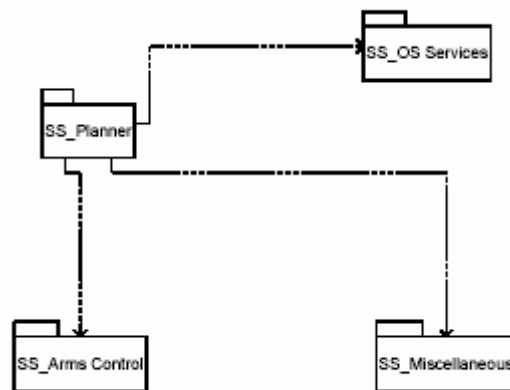 SS_OS Services
SS_Planner
SS_Arms Control
SS_Miscellaneous